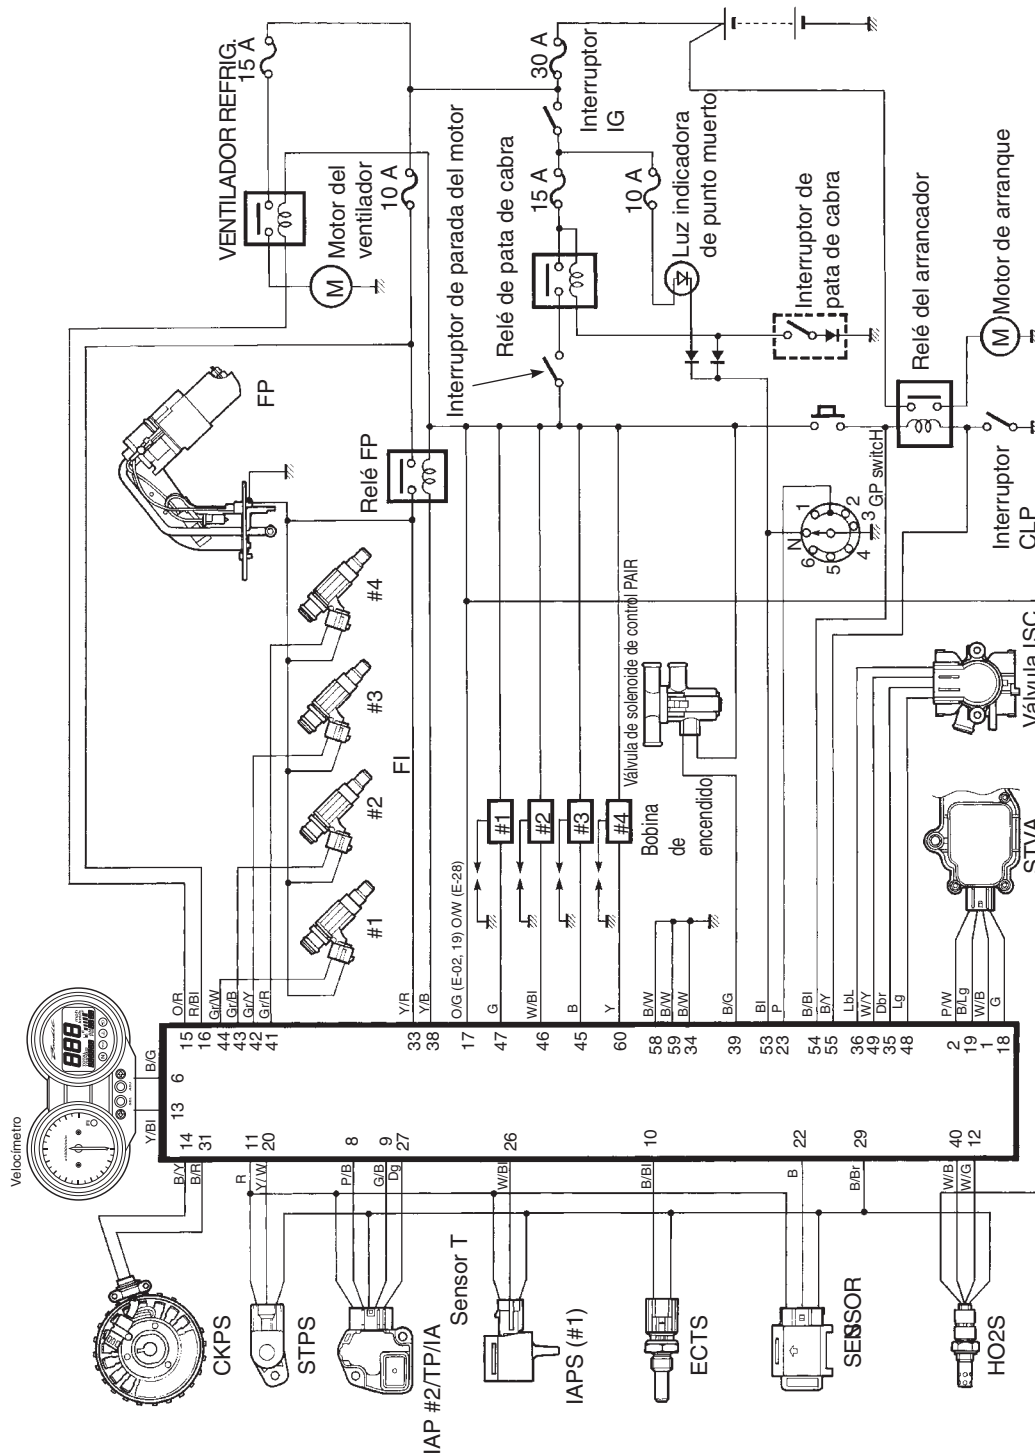 Velocímetro
CKPS
STPS
IAP #2/TP/IA
Sensor T
IAPS (#1)
ECTS
HO2S
Y/Bl
B/G
13
6
B/Y
14
B/R
31
R
11
Y/W
20
P/B
8
G/B
9
Dg
27
W/Bl
26
B/Bl
10
B
22
B/Br
29
W/B
40
W/G
12
15
O/R
16
R/Bl
44
Gr/W
43
Gr/B
42
Gr/Y
41
Gr/R
33
Y/R
38
Y/B
17
O/G (E-02, 19) O/W (E-28)
47
G
46
W/Bl
45
B
60
Y
58
B/W
59
B/W
34
B/W
39
B/G
53
Bl
23
P
54
B/Bl
55
B/Y
36
LbL
49
W/Y
35
Dbr
48
Lg
2
P/W
19
B/Lg
1
W/B
18
G
#1
#2
#3
#4
FI
#1
#2
#3
#4
Bobina
de
encendido
Válvula de solenoide de control PAIR
STVA
Válvula ISC
FP
Relé FP
N
1
2
3
4
5
6
GP switcH
Interruptor
CLP
VENTILADOR REFRIG.
15 A
M
Motor del
ventilador
10 A
Interruptor de parada del motor
Relé de pata de cabra
15 A
30 A
Interruptor
IG
10 A
Luz indicadora
de punto muerto
Interruptor de
pata de cabra
Relé del arrancador
M
Motor de arranque